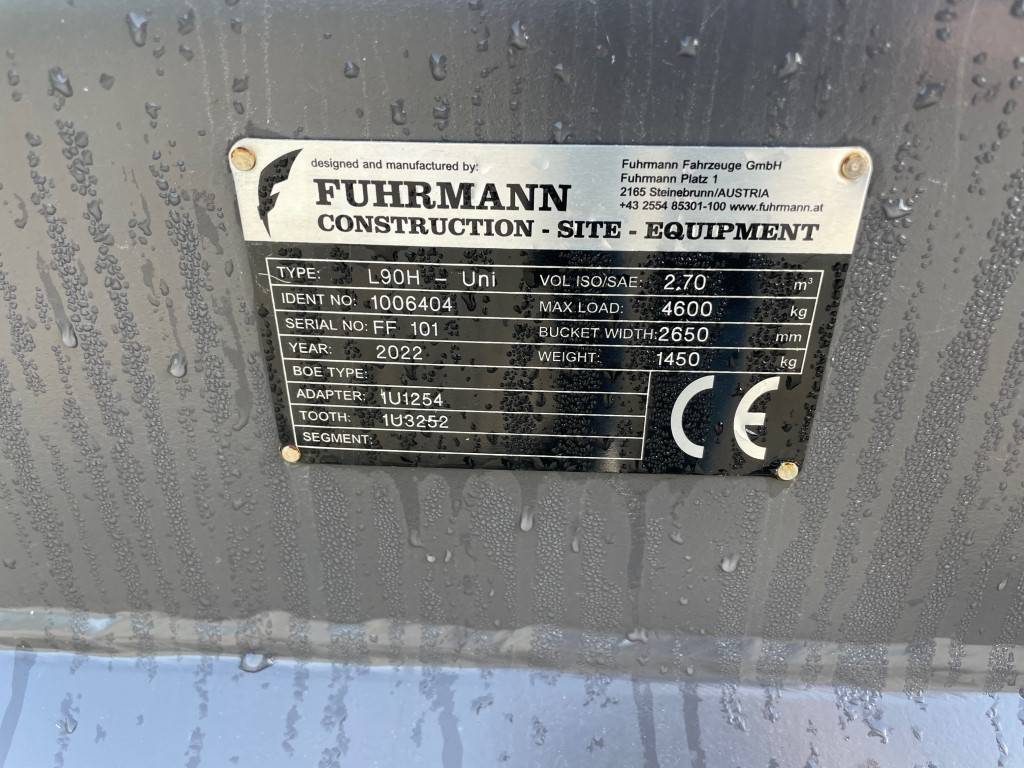 designed and manufactured by:
FUHRMANN
CONSTRUCTION - SITE - EQUIPMENT
Fuhrmann Fahrzeuge GmbH
Fuhrmann Platz 1
2165 Steinebrunn/AUSTRIA
+43 2554 85301-100 www.fuhrmann.at
TYPE: L90H - Uni
IDENT NO: 1006404
SERIAL NO: FF 101
YEAR: 2022
BOE TYPE:
ADAPTER: 1U1254
TOOTH: 1U3252
SEGMENT:
VOL ISO/SAE: 2.70 m³
MAX LOAD: 4600 kg
BUCKET WIDTH: 2650 mm
WEIGHT: 1450 kg
CE